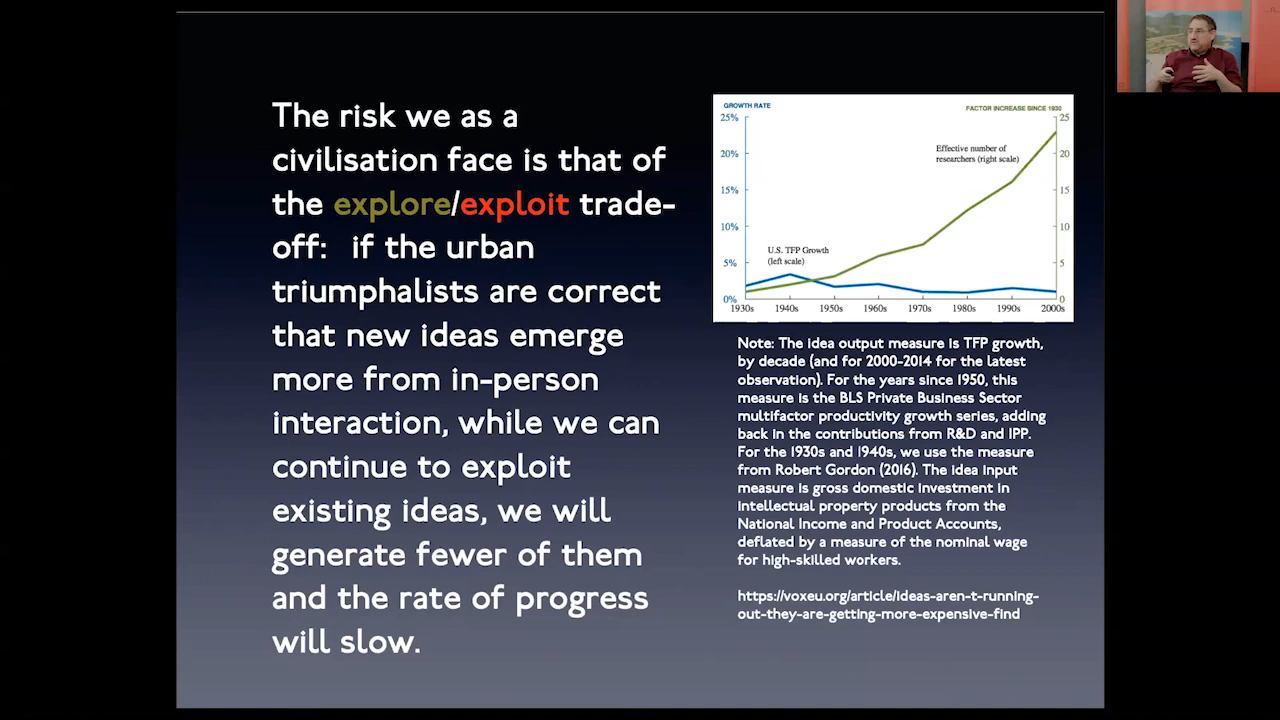 The risk we as a
civilisation face is that of
the explore/exploit trade-
off: if the urban
triumphalists are correct
that new ideas emerge
more from in-person
interaction, while we can
continue to exploit
existing ideas, we will
generate fewer of them
and the rate of progress
will slow.
GROWTH RATE
FACTOR INCREASE SINCE 1930
25%
20%
15%
10%
5%
0%
25
20
15
10
5
0
Effective number of
researchers (right scale)
U.S. TFP Growth
(left scale)
1930s 1940s 1950s 1960s 1970s 1980s 1990s 2000s
Note: The idea output measure is TFP growth,
by decade (and for 2000-2014 for the latest
observation). For the years since 1950, this
measure is the BLS Private Business Sector
multifactor productivity growth series, adding
back in the contributions from R&D and IPP.
For the 1930s and 1940s, we use the measure
from Robert Gordon (2016). The idea input
measure is gross domestic investment in
intellectual property products from the
National Income and Product Accounts,
deflated by a measure of the nominal wage
for high-skilled workers.
https://voxeu.org/article/ideas-aren-t-running-
out-they-are-getting-more-expensive-find